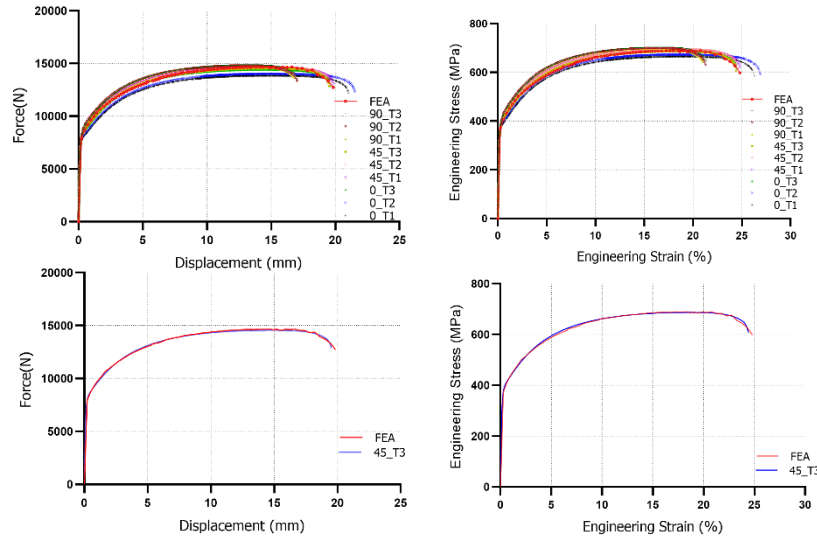 20000
15000
10000
5000
0
Force(N)
0 5 10 15 20 25
Displacement (mm)
FEA
90_T3
90_T2
90_T1
45_T3
45_T2
45_T1
0_T3
0_T2
0_T1
800
600
400
200
0
Engineering Stress (MPa)
0 5 10 15 20 25 30
Engineering Strain (%)
FEA
90_T3
90_T2
90_T1
45_T3
45_T2
45_T1
0_T3
0_T2
0_T1
20000
15000
10000
5000
0
Force(N)
0 5 10 15 20 25
Displacement (mm)
FEA
45_T3
800
600
400
200
0
Engineering Stress (MPa)
0 5 10 15 20 25 30
Engineering Strain (%)
FEA
45_T3